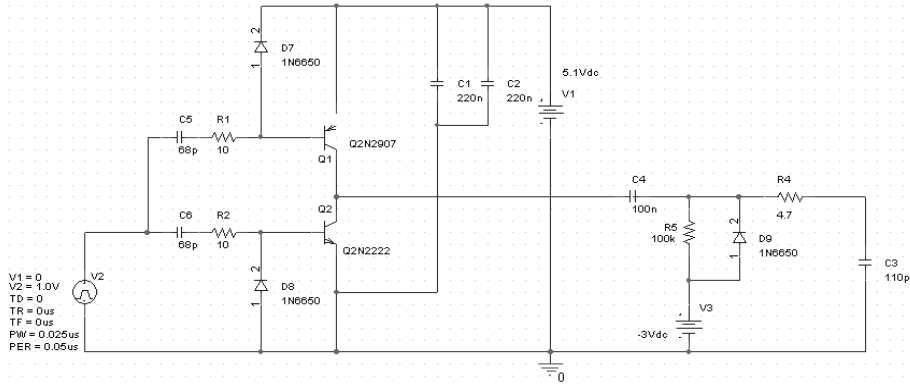 2
D7
1N6650
1
5.1Vdc
V1
C1
220n
C2
220n
C5
68p
R1
10
Q2N2907
Q1
C4
100n
R4
4.7
Q2
C6
68p
R2
10
Q2N2222
R5
100k
2
D9
1N6650
1
C3
110p
V1 = 0
V2 = 1.0V
TD = 0
TR = 0us
TF = 0us
PW = 0.025us
PER = 0.05us
V2
2
D8
1N6650
1
V3
-3Vdc
0